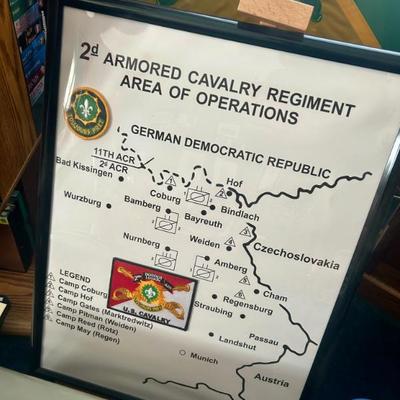 2d ARMORED CAVALRY REGIMENT
AREA OF OPERATIONS
TOUJOURS PRET
GERMAN DEMOCRATIC REPUBLIC
11TH ACR
2d ACR
Bad Kissingen
Hof
Coburg
Wurzburg
Bamberg
Bindlach
Bayreuth
Weiden
Czechoslovakia
Nurnberg
Amberg
LEGEND
Camp Coburg
Camp Hof
Camp Gates (Marktredwitz)
Camp Pitman (Weiden)
Camp Reed (Rotz)
Camp May (Regen)
U.S. CAVALRY
Cham
Regensburg
Straubing
Passau
Landshut
Munich
Austria